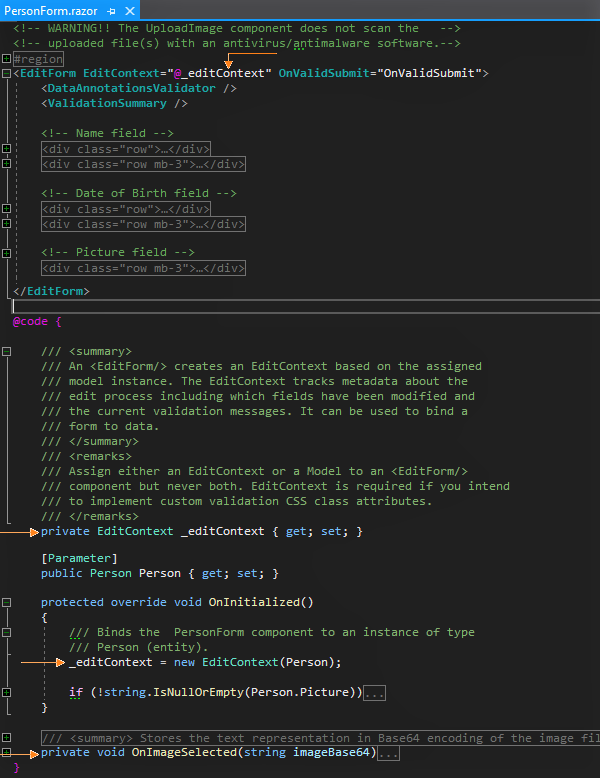 PersonForm.razor
<!-- WARNING!! The UploadImage component does not scan the   -->
<!-- uploaded file(s) with an antivirus/antimalware software.-->
#region
<EditForm EditContext="@_editContext" OnValidSubmit="OnValidSubmit">
<DataAnnotationsValidator />
<ValidationSummary />
<!-- Name field -->
<div class="row">…</div>
<div class="row mb-3">…</div>
<!-- Date of Birth field -->
<div class="row">…</div>
<div class="row mb-3">…</div>
<!-- Picture field -->
<div class="row mb-3">…</div>
</EditForm>
@code {
/// <summary>
/// An <EditForm/> creates an EditContext based on the assigned
/// model instance. The EditContext tracks metadata about the
/// edit process including which fields have been modified and
/// the current validation messages. It can be used to bind a
/// form to data.
/// </summary>
/// <remarks>
/// Assign either an EditContext or a Model to an <EditForm/>
/// component but never both. EditContext is required if you intend
/// to implement custom validation CSS class attributes.
/// </remarks>
private EditContext _editContext { get; set; }
[Parameter]
public Person Person { get; set; }
protected override void OnInitialized()
{
/// Binds the  PersonForm component to an instance of type
/// Person (entity).
_editContext = new EditContext(Person);
if (!string.IsNullOrEmpty(Person.Picture))...
}
/// <summary> Stores the text representation in Base64 encoding of the image fil
private void OnImageSelected(string imageBase64)...
}